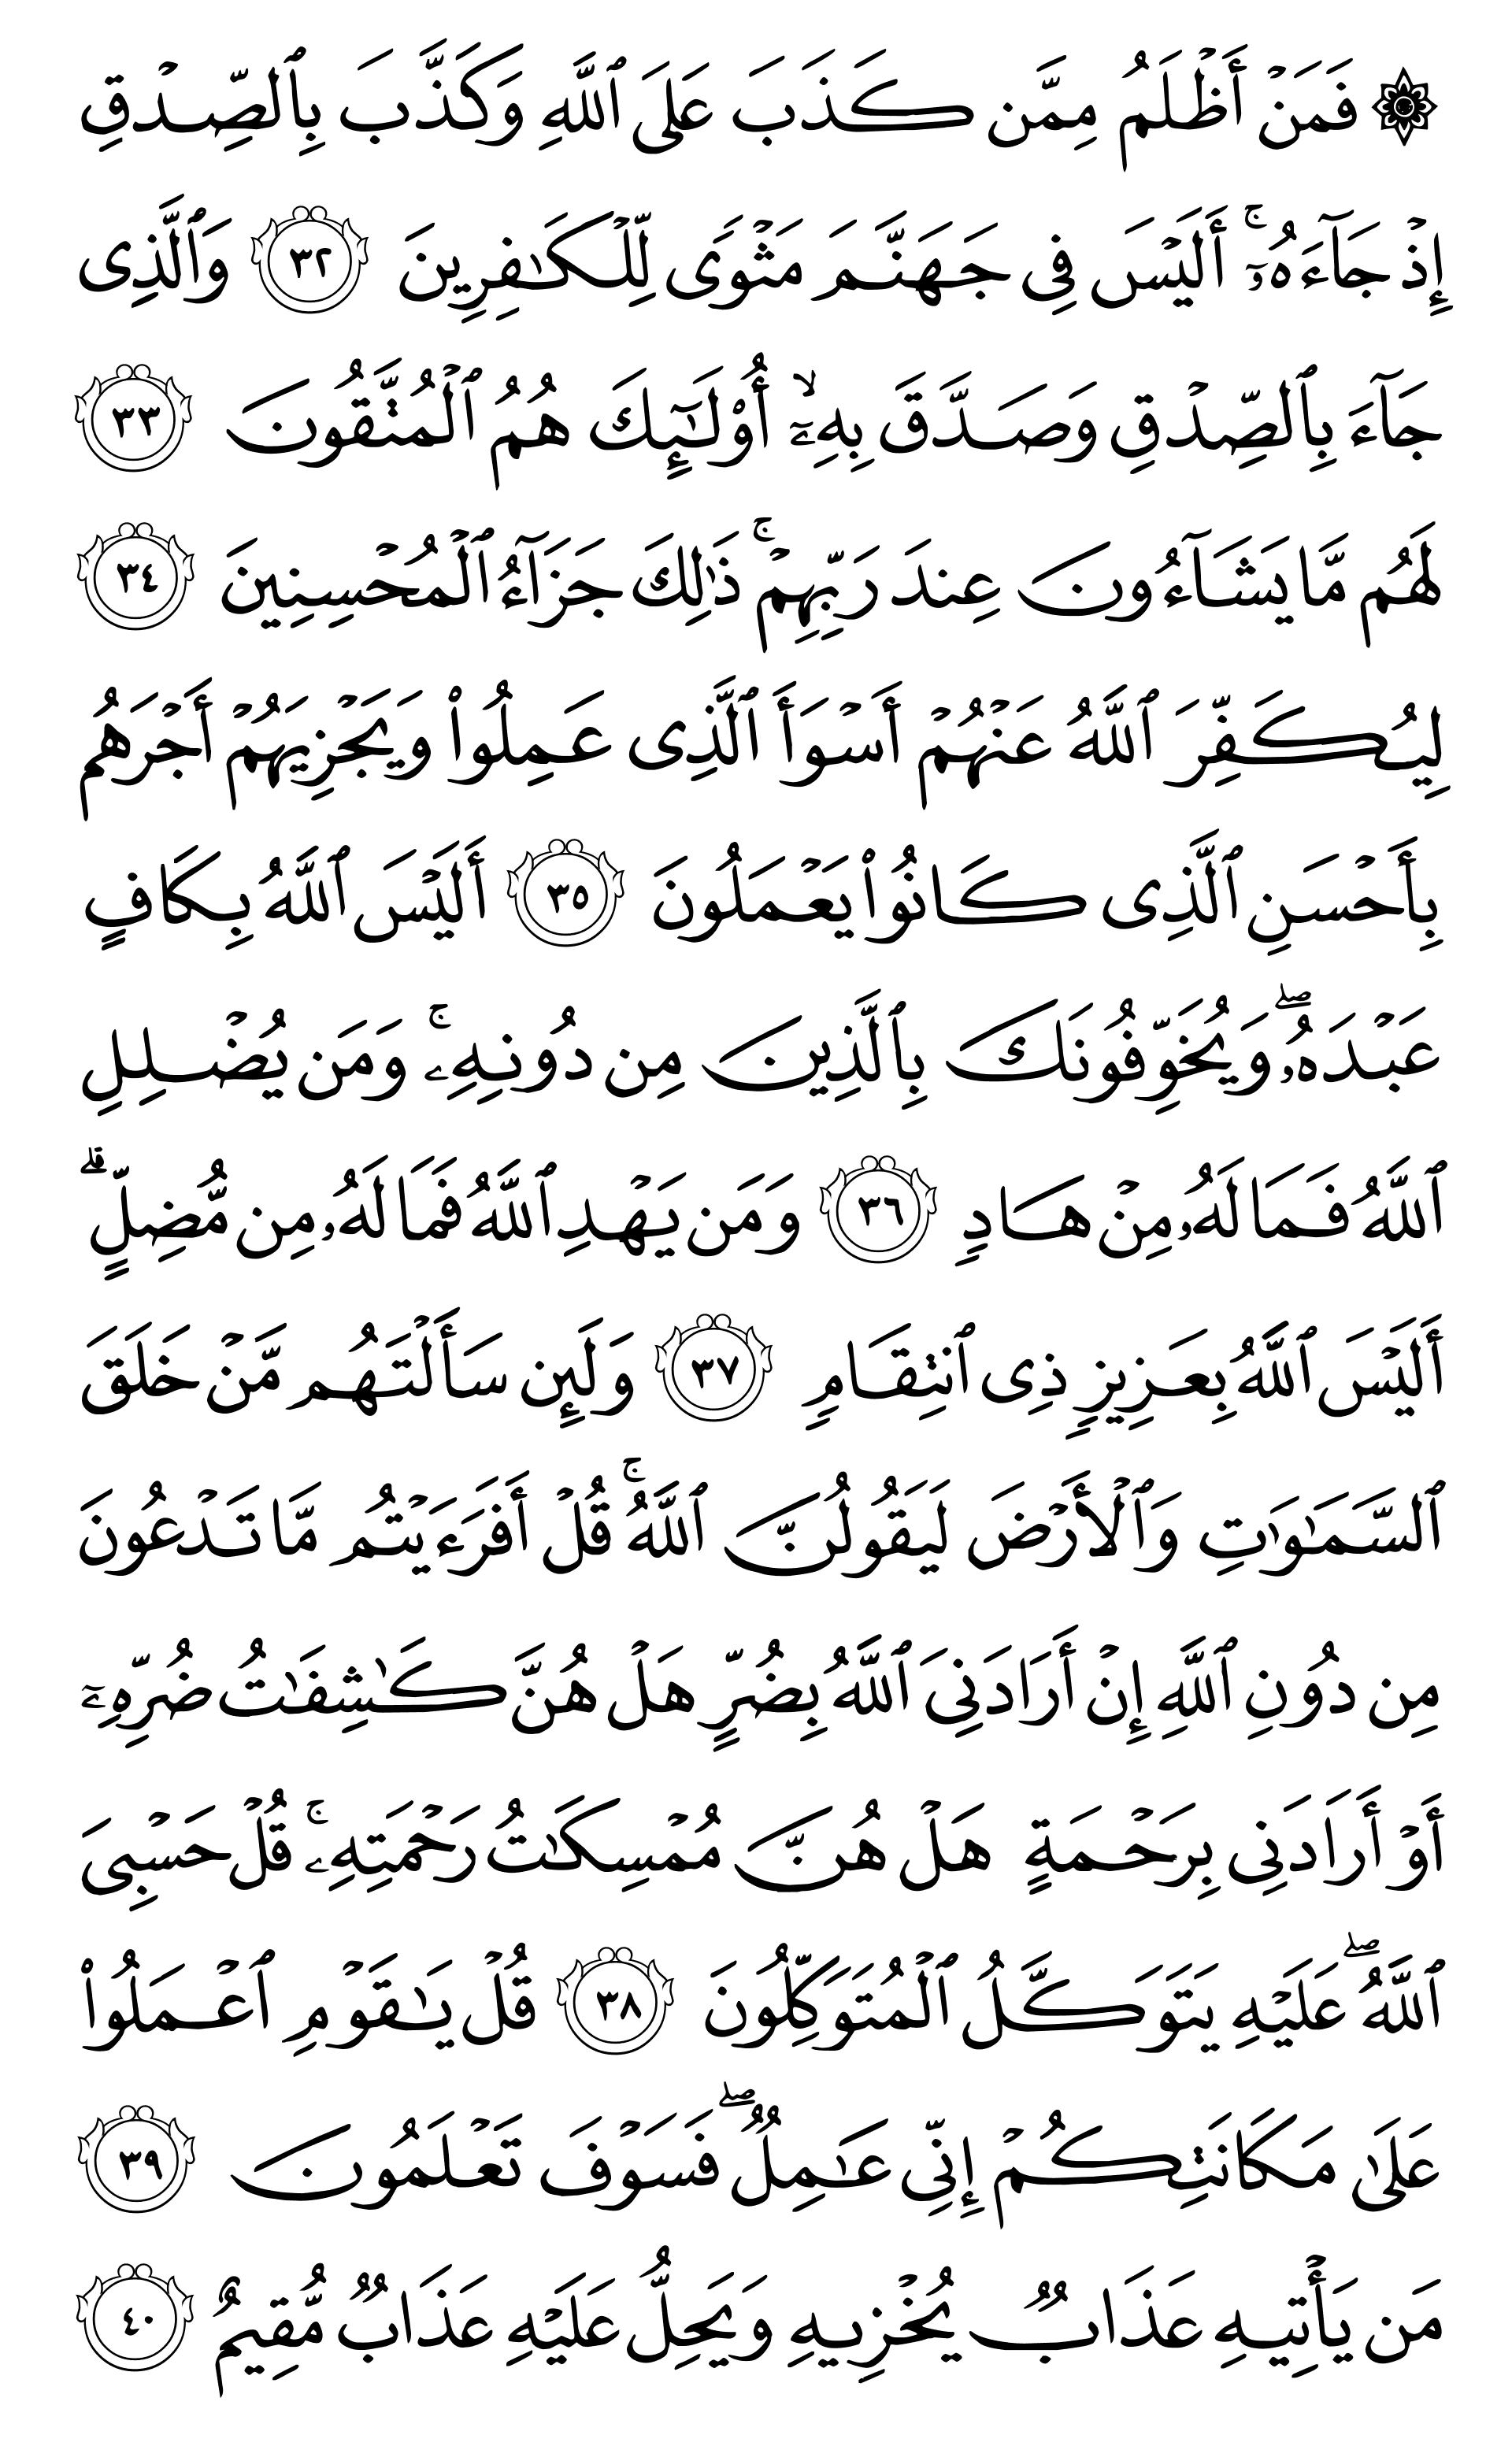 ۞ فَمَنۡ أَظۡلَمُ مِمَّن كَذَبَ عَلَى ٱللَّهِ وَكَذَّبَ بِٱلصِّدۡقِ
إِذۡ جَآءَهُۥٓۚ أَلَيۡسَ فِي جَهَنَّمَ مَثۡوٗى لِّلۡكَٰفِرِينَ ٣٢ وَٱلَّذِي
جَآءَ بِٱلصِّدۡقِ وَصَدَّقَ بِهِۦٓ ۙ أُوْلَٰٓئِكَ هُمُ ٱلۡمُتَّقُونَ ٣٣
لَهُم مَّا يَشَآءُونَ عِندَ رَبِّهِمۡۚ ذَٰلِكَ جَزَآءُ ٱلۡمُحۡسِنِينَ ٣٤
لِيُكَفِّرَ ٱللَّهُ عَنۡهُمۡ أَسۡوَأَ ٱلَّذِي عَمِلُواْ وَيَجۡزِيَهُمۡ أَجۡرَهُم
بِأَحۡسَنِ ٱلَّذِي كَانُواْ يَعۡمَلُونَ ٣٥ أَلَيۡسَ ٱللَّهُ بِكَافٍ
عَبۡدَهُۥۖ وَيُخَوِّفُونَكَ بِٱلَّذِينَ مِن دُونِهِۦۚ وَمَن يُضۡلِلِ
ٱللَّهُ فَمَا لَهُۥ مِنۡ هَادٖ ٣٦ وَمَن يَهۡدِ ٱللَّهُ فَمَا لَهُۥ مِن مُّضِلٍّۗ
أَلَيۡسَ ٱللَّهُ بِعَزِيزٖ ذِي ٱنتِقَامٖ ٣٧ وَلَئِن سَأَلۡتَهُم مَّنۡ خَلَقَ
ٱلسَّمَٰوَٰتِ وَٱلۡأَرۡضَ لَيَقُولُنَّ ٱللَّهُۚ قُلۡ أَفَرَءَيۡتُم مَّا تَدۡعُونَ
مِن دُونِ ٱللَّهِ إِنۡ أَرَادَنِيَ ٱللَّهُ بِضُرٍّ هَلۡ هُنَّ كَٰشِفَٰتُ ضُرِّهِۦٓ
أَوۡ أَرَادَنِي بِرَحۡمَةٍ هَلۡ هُنَّ مُمۡسِكَٰتُ رَحۡمَتِهِۦۚ قُلۡ حَسۡبِيَ
ٱللَّهُۖ عَلَيۡهِ يَتَوَكَّلُ ٱلۡمُتَوَكِّلُونَ ٣٨ قُلۡ يَٰقَوۡمِ ٱعۡمَلُواْ
عَلَىٰ مَكَانَتِكُمۡ إِنِّي عَٰمِلٞۖ فَسَوۡفَ تَعۡلَمُونَ ٣٩
مَن يَأۡتِيهِ عَذَابٞ يُخۡزِيهِ وَيَحِلُّ عَلَيۡهِ عَذَابٞ مُّقِيمٌ ٤٠